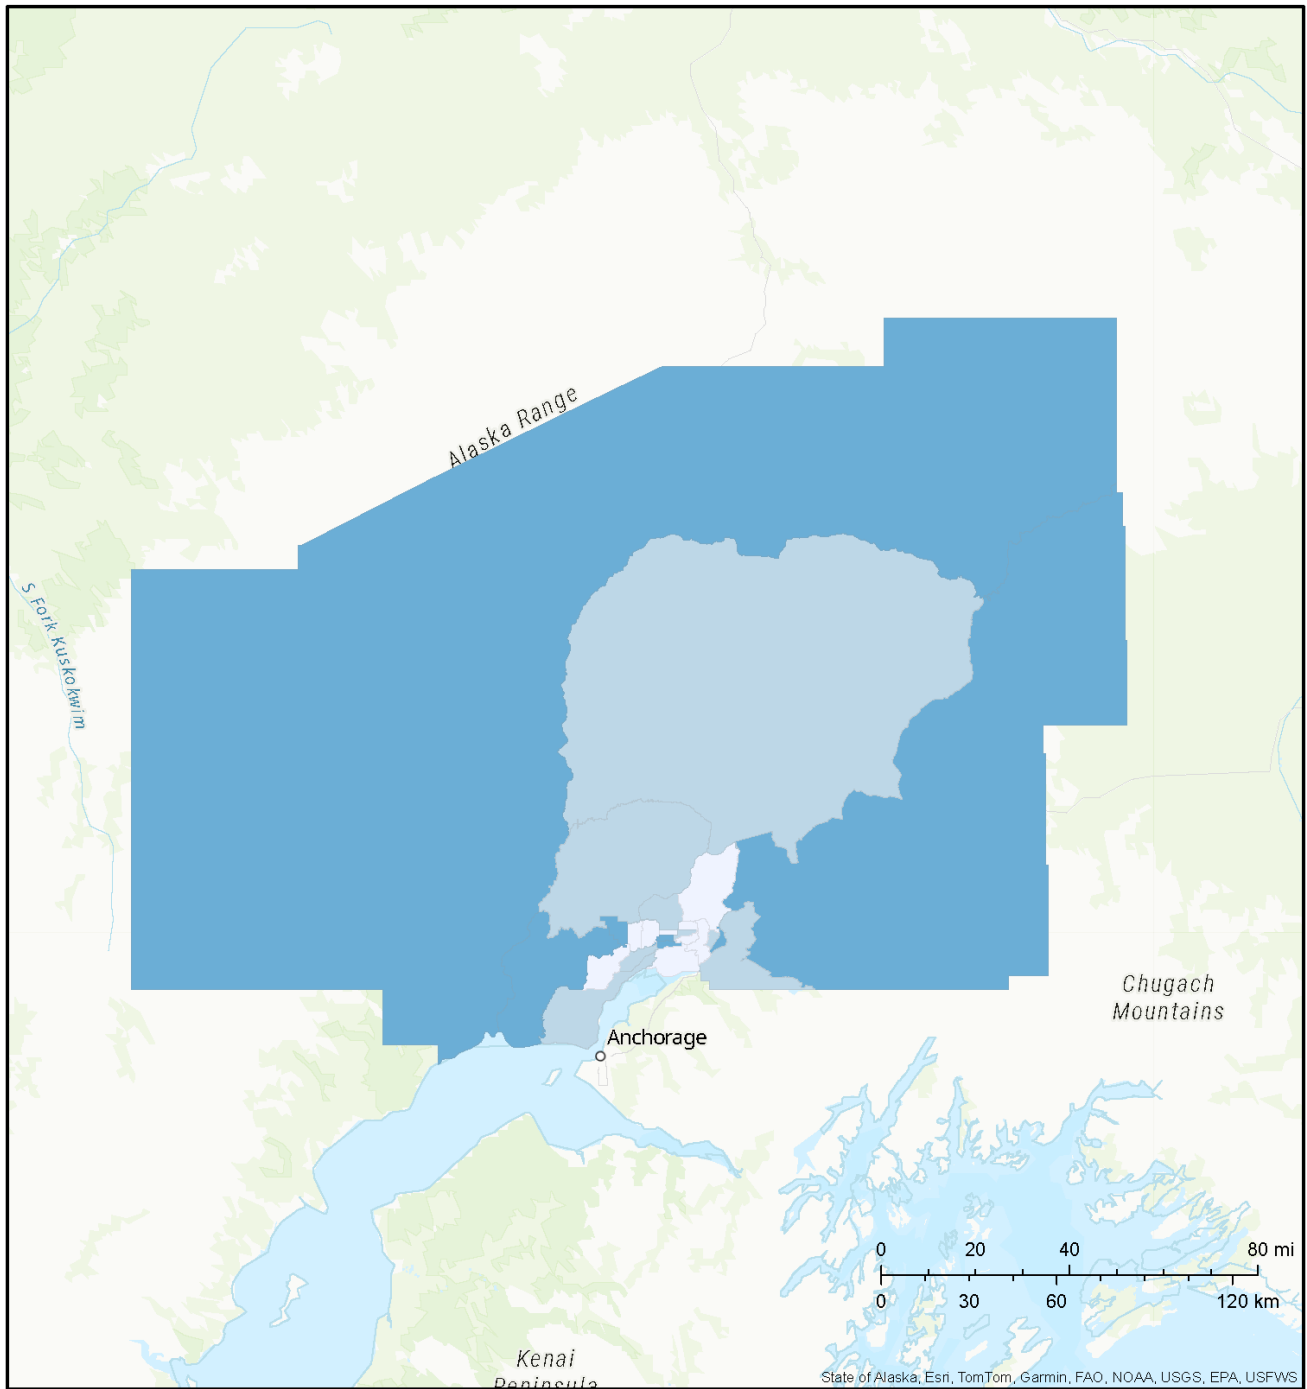 Alaska Range
S Fork Kuskokwim
Chugach
Mountains
Anchorage
0 20 40 80 mi
0 30 60 120 km
Kenai
Peninsula
State of Alaska, Esri, TomTom, Garmin, FAO, NOAA, USGS, EPA, USFWS